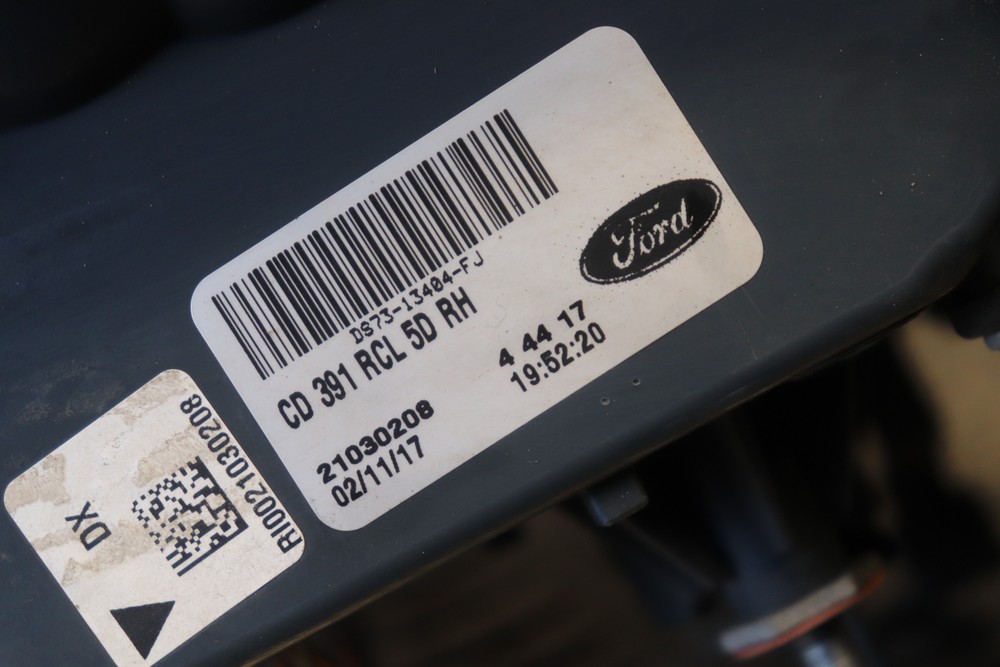 DS73-13404-FJ
CD 391 RCL 5D RH
Ford
4 44 17
19:52:20
21030208
02/11/17
RI0021030208
DX